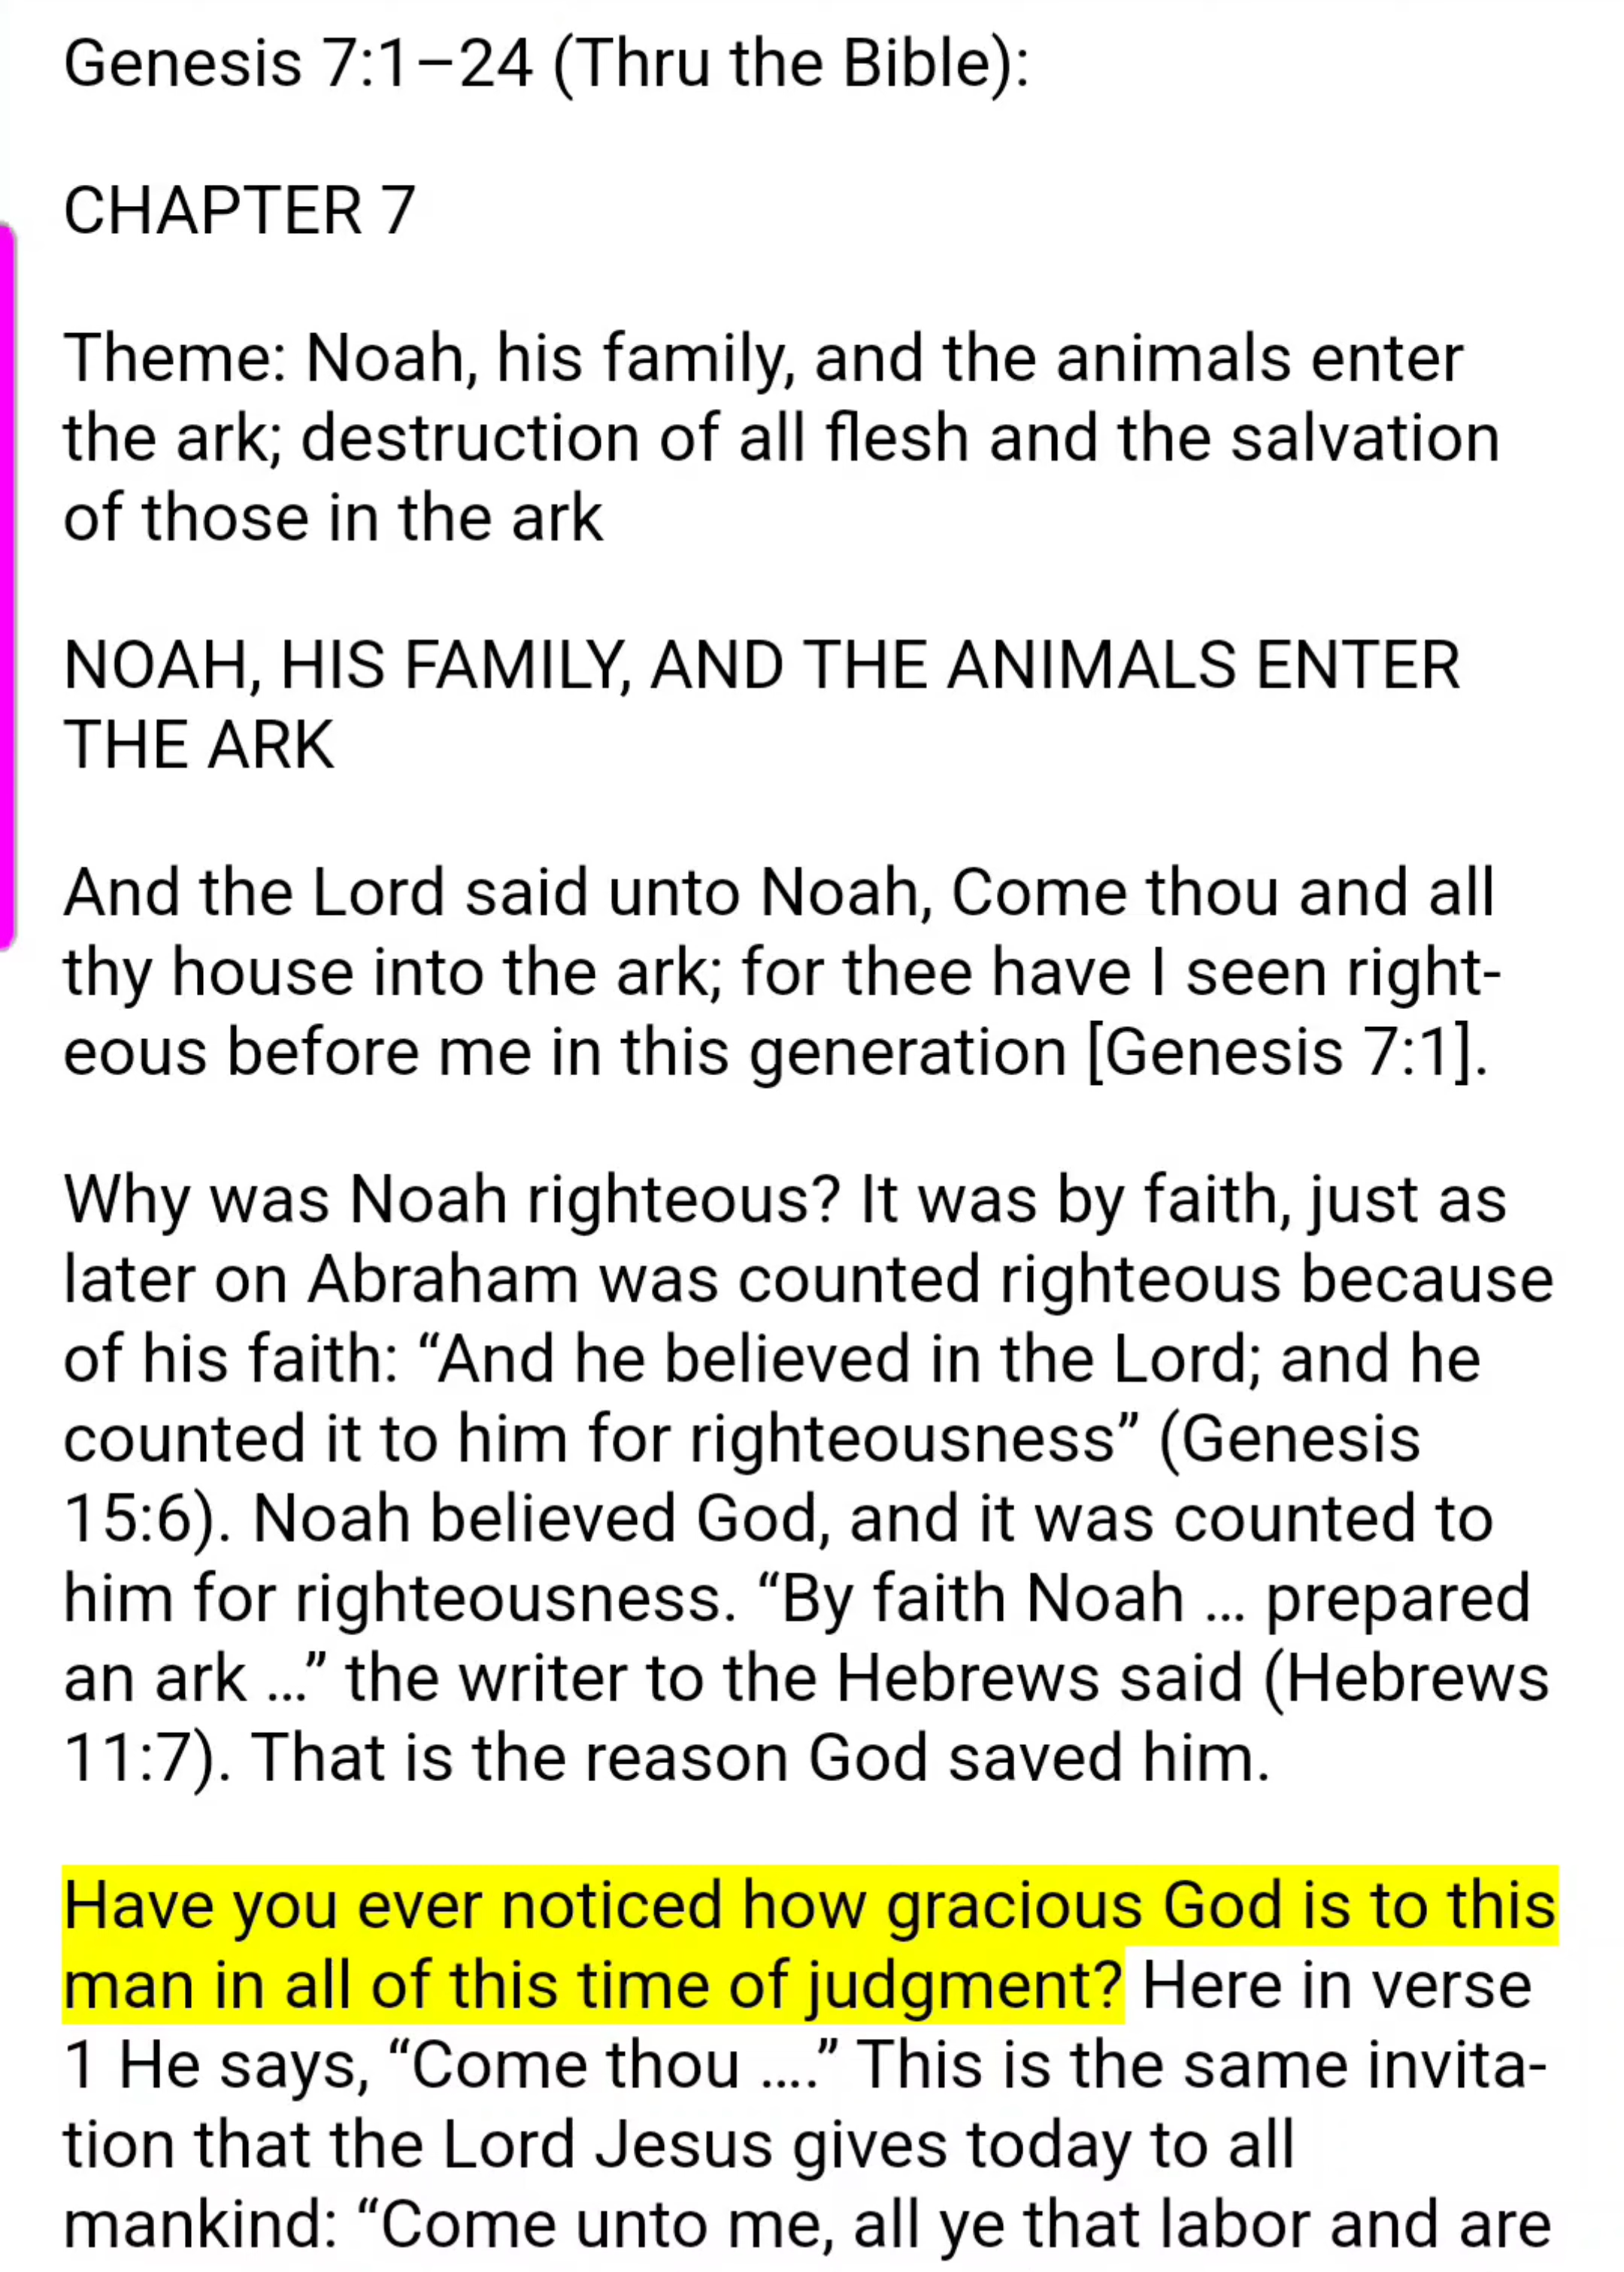 Genesis 7:1–24 (Thru the Bible):
CHAPTER 7
Theme: Noah, his family, and the animals enter
the ark; destruction of all flesh and the salvation
of those in the ark
NOAH, HIS FAMILY, AND THE ANIMALS ENTER
THE ARK
And the Lord said unto Noah, Come thou and all
thy house into the ark; for thee have I seen right-
eous before me in this generation [Genesis 7:1].
Why was Noah righteous? It was by faith, just as
later on Abraham was counted righteous because
of his faith: “And he believed in the Lord; and he
counted it to him for righteousness” (Genesis
15:6). Noah believed God, and it was counted to
him for righteousness. “By faith Noah … prepared
an ark …” the writer to the Hebrews said (Hebrews
11:7). That is the reason God saved him.
Have you ever noticed how gracious God is to this
man in all of this time of judgment? Here in verse
1 He says, “Come thou ….” This is the same invita-
tion that the Lord Jesus gives today to all
mankind: “Come unto me, all ye that labor and are